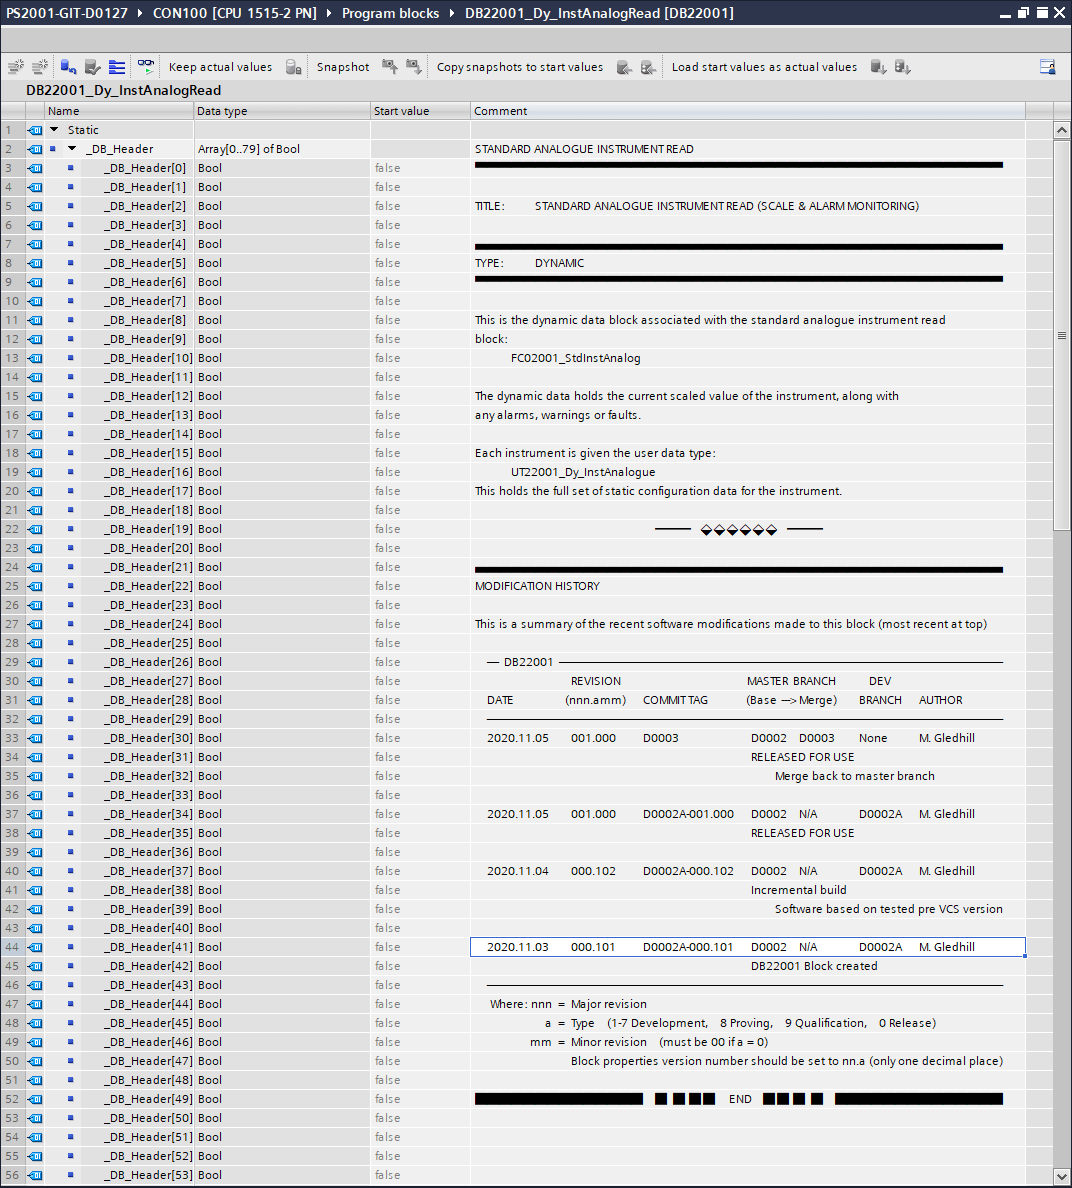 PS2001-GIT-D0127 ▸ CON100 [CPU 1515-2 PN] ▸ Program blocks ▸ DB22001_Dy_InstAnalogRead [DB22001]
Keep actual values Snapshot Copy snapshots to start values Load start values as actual values
DB22001_Dy_InstAnalogRead
Name Data type Start value Comment
1 Static
2 _DB_Header Array[0..79] of Bool STANDARD ANALOGUE INSTRUMENT READ
3 _DB_Header[0] Bool false
4 _DB_Header[1] Bool false
5 _DB_Header[2] Bool false TITLE: STANDARD ANALOGUE INSTRUMENT READ (SCALE & ALARM MONITORING)
6 _DB_Header[3] Bool false
7 _DB_Header[4] Bool false
8 _DB_Header[5] Bool false TYPE: DYNAMIC
9 _DB_Header[6] Bool false
10 _DB_Header[7] Bool false
11 _DB_Header[8] Bool false This is the dynamic data block associated with the standard analogue instrument read
12 _DB_Header[9] Bool false block:
13 _DB_Header[10] Bool false FC02001_StdInstAnalog
14 _DB_Header[11] Bool false
15 _DB_Header[12] Bool false The dynamic data holds the current scaled value of the instrument, along with
16 _DB_Header[13] Bool false any alarms, warnings or faults.
17 _DB_Header[14] Bool false
18 _DB_Header[15] Bool false Each instrument is given the user data type:
19 _DB_Header[16] Bool false UT22001_Dy_InstAnalogue
20 _DB_Header[17] Bool false This holds the full set of static configuration data for the instrument.
21 _DB_Header[18] Bool false
22 _DB_Header[19] Bool false
23 _DB_Header[20] Bool false
24 _DB_Header[21] Bool false
25 _DB_Header[22] Bool false MODIFICATION HISTORY
26 _DB_Header[23] Bool false
27 _DB_Header[24] Bool false This is a summary of the recent software modifications made to this block (most recent at top)
28 _DB_Header[25] Bool false
29 _DB_Header[26] Bool false DB22001
30 _DB_Header[27] Bool false REVISION MASTER BRANCH DEV
31 _DB_Header[28] Bool false DATE (nnn.amm) COMMIT TAG (Base —> Merge) BRANCH AUTHOR
32 _DB_Header[29] Bool false
33 _DB_Header[30] Bool false 2020.11.05 001.000 D0003 D0002 D0003 None M. Gledhill
34 _DB_Header[31] Bool false RELEASED FOR USE
35 _DB_Header[32] Bool false Merge back to master branch
36 _DB_Header[33] Bool false
37 _DB_Header[34] Bool false 2020.11.05 001.000 D0002A-001.000 D0002 N/A D0002A M. Gledhill
38 _DB_Header[35] Bool false RELEASED FOR USE
39 _DB_Header[36] Bool false
40 _DB_Header[37] Bool false 2020.11.04 000.102 D0002A-000.102 D0002 N/A D0002A M. Gledhill
41 _DB_Header[38] Bool false Incremental build
42 _DB_Header[39] Bool false Software based on tested pre VCS version
43 _DB_Header[40] Bool false
44 _DB_Header[41] Bool false 2020.11.03 000.101 D0002A-000.101 D0002 N/A D0002A M. Gledhill
45 _DB_Header[42] Bool false DB22001 Block created
46 _DB_Header[43] Bool false
47 _DB_Header[44] Bool false Where: nnn = Major revision
48 _DB_Header[45] Bool false a = Type (1-7 Development, 8 Proving, 9 Qualification, 0 Release)
49 _DB_Header[46] Bool false mm = Minor revision (must be 00 if a = 0)
50 _DB_Header[47] Bool false Block properties version number should be set to nn.a (only one decimal place)
51 _DB_Header[48] Bool false
52 _DB_Header[49] Bool false END
53 _DB_Header[50] Bool false
54 _DB_Header[51] Bool false
55 _DB_Header[52] Bool false
56 _DB_Header[53] Bool false